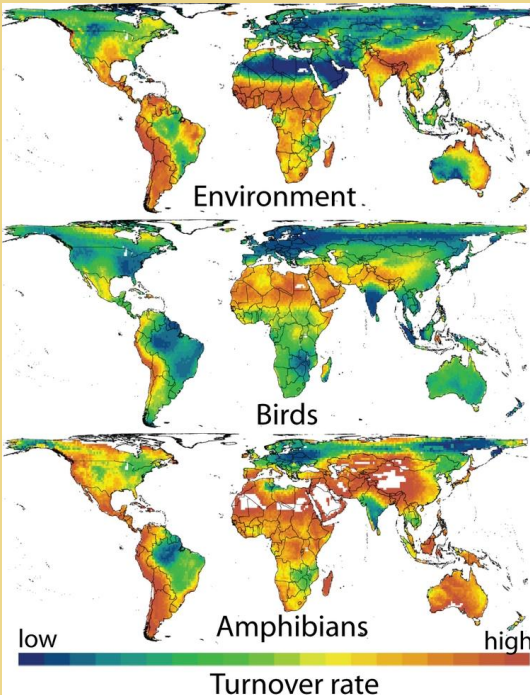 Environment
Birds
Amphibians
low high
Turnover rate